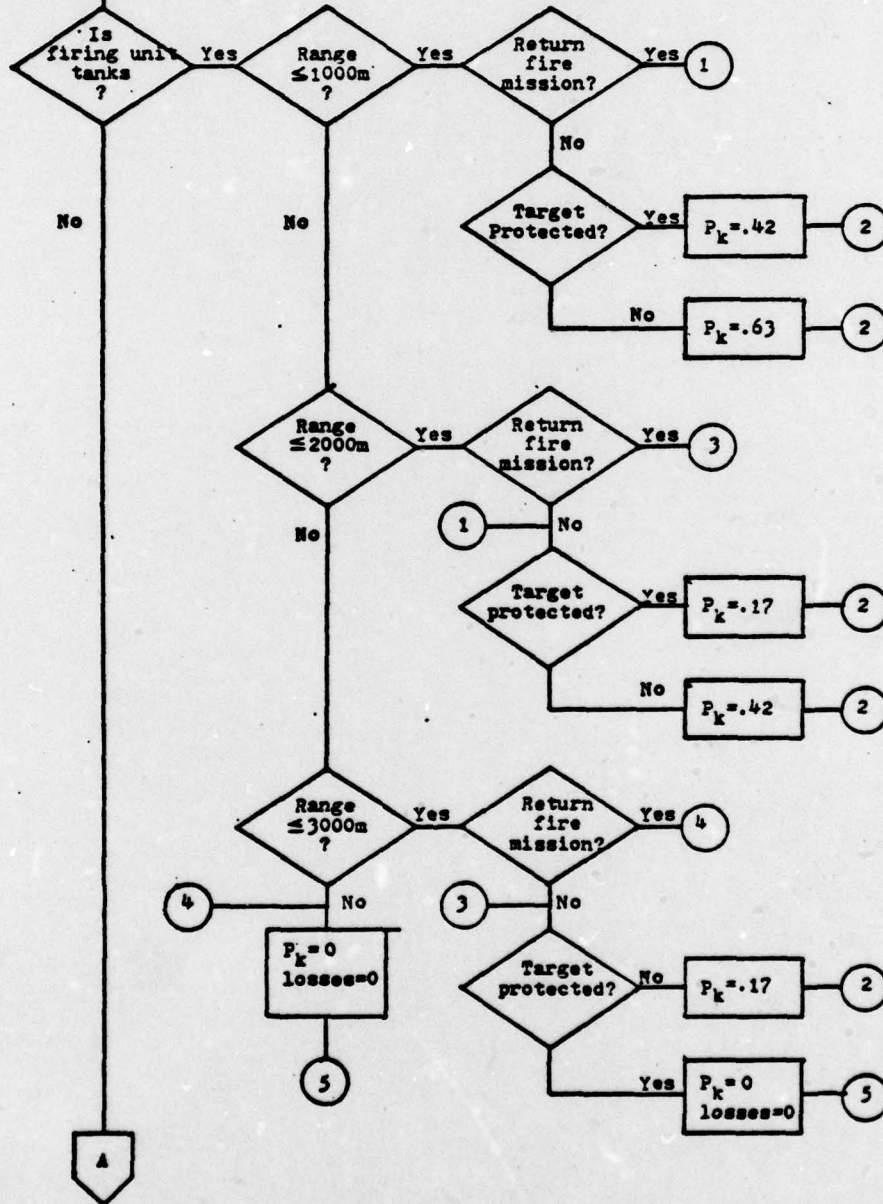 Is
firing unit
tanks
?
Yes
Range
≤1000m
?
Yes
Return
fire
mission?
Yes
1
No
No
No
Target
Protected?
Yes
Pk=.42
2
No
Pk=.63
2
Range
≤2000m
?
Yes
Return
fire
mission?
Yes
3
No
1
No
Target
protected?
Yes
Pk=.17
2
No
Pk=.42
2
Range
≤3000m
?
Yes
Return
fire
mission?
Yes
4
4
No
3
No
Pk=0
losses=0
Target
protected?
No
Pk=.17
2
5
Yes
Pk=0
losses=0
5
A